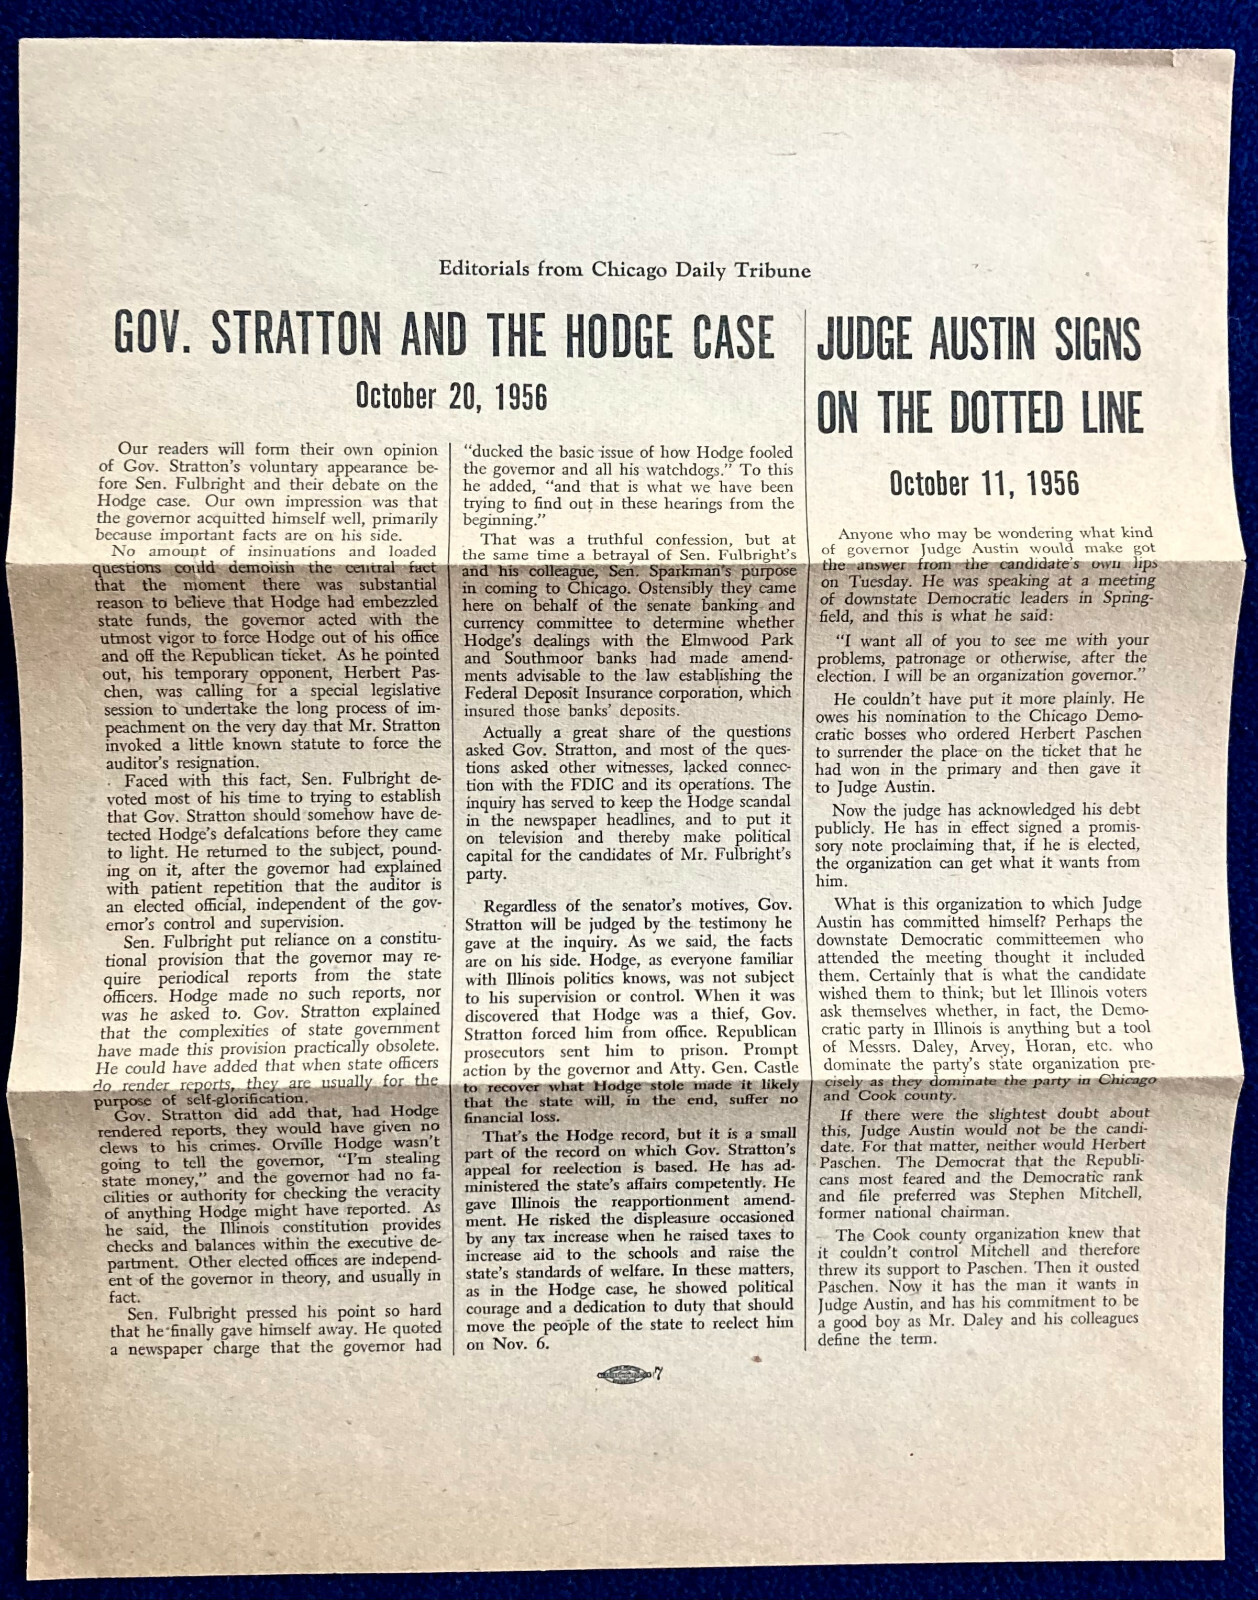 Editorials from Chicago Daily Tribune
GOV. STRATTON AND THE HODGE CASE
October 20, 1956
Our readers will form their own opinion
of Gov. Stratton's voluntary appearance be-
fore Sen. Fulbright and their debate on the
Hodge case. Our own impression was that
the governor acquitted himself well, primarily
because important facts are on his side.
No amount of insinuations and loaded
questions could demolish the central fact
that the moment there was substantial
reason to believe that Hodge had embezzled
state funds, the governor acted with the
utmost vigor to force Hodge out of his office
and off the Republican ticket. As he pointed
out, his temporary opponent, Herbert Pas-
chen, was calling for a special legislative
session to undertake the long process of im-
peachment on the very day that Mr. Stratton
invoked a little known statute to force the
auditor's resignation.
Faced with this fact, Sen. Fulbright de-
voted most of his time to trying to establish
that Gov. Stratton should somehow have de-
tected Hodge's defalcations before they came
to light. He returned to the subject, pound-
ing on it, after the governor had explained
with patient repetition that the auditor is
an elected official, independent of the gov-
ernor's control and supervision.
Sen. Fulbright put reliance on a constitu-
tional provision that the governor may re-
quire periodical reports from the state
officers. Hodge made no such reports, nor
was he asked to. Gov. Stratton explained
that the complexities of state government
have made this provision practically obsolete.
He could have added that when state officers
do render reports, they are usually for the
purpose of self-glorification.
Gov. Stratton did add that, had Hodge
rendered reports, they would have given no
clews to his crimes. Orville Hodge wasn't
going to tell the governor, "I'm stealing
state money," and the governor had no fa-
cilities or authority for checking the veracity
of anything Hodge might have reported. As
he said, the Illinois constitution provides
checks and balances within the executive de-
partment. Other elected offices are independ-
ent of the governor in theory, and usually in
fact.
Sen. Fulbright pressed his point so hard
that he finally gave himself away. He quoted
a newspaper charge that the governor had
"ducked the basic issue of how Hodge fooled
the governor and all his watchdogs." To this
he added, "and that is what we have been
trying to find out in these hearings from the
beginning."
That was a truthful confession, but at
the same time a betrayal of Sen. Fulbright's
and his colleague, Sen. Sparkman's purpose
in coming to Chicago. Ostensibly they came
here on behalf of the senate banking and
currency committee to determine whether
Hodge's dealings with the Elmwood Park
and Southmoor banks had made amend-
ments advisable to the law establishing the
Federal Deposit Insurance corporation, which
insured those banks' deposits.
Actually a great share of the questions
asked Gov. Stratton, and most of the ques-
tions asked other witnesses, lacked connec-
tion with the FDIC and its operations. The
inquiry has served to keep the Hodge scandal
in the newspaper headlines, and to put it
on television and thereby make political
capital for the candidates of Mr. Fulbright's
party.
Regardless of the senator's motives, Gov.
Stratton will be judged by the testimony he
gave at the inquiry. As we said, the facts
are on his side. Hodge, as everyone familiar
with Illinois politics knows, was not subject
to his supervision or control. When it was
discovered that Hodge was a thief, Gov.
Stratton forced him from office. Republican
prosecutors sent him to prison. Prompt
action by the governor and Atty. Gen. Castle
to recover what Hodge stole made it likely
that the state will, in the end, suffer no
financial loss.
That's the Hodge record, but it is a small
part of the record on which Gov. Stratton's
appeal for reelection is based. He has ad-
ministered the state's affairs competently. He
gave Illinois the reapportionment amend-
ment. He risked the displeasure occasioned
by any tax increase when he raised taxes to
increase aid to the schools and raise the
state's standards of welfare. In these matters,
as in the Hodge case, he showed political
courage and a dedication to duty that should
move the people of the state to reelect him
on Nov. 6.
JUDGE AUSTIN SIGNS
ON THE DOTTED LINE
October 11, 1956
Anyone who may be wondering what kind
of governor Judge Austin would make got
the answer from the candidate's own lips
on Tuesday. He was speaking at a meeting
of downstate Democratic leaders in Spring-
field, and this is what he said:
"I want all of you to see me with your
problems, patronage or otherwise, after the
election. I will be an organization governor."
He couldn't have put it more plainly. He
owes his nomination to the Chicago Demo-
cratic bosses who ordered Herbert Paschen
to surrender the place on the ticket that he
had won in the primary and then gave it
to Judge Austin.
Now the judge has acknowledged his debt
publicly. He has in effect signed a promis-
sory note proclaiming that, if he is elected,
the organization can get what it wants from
him.
What is this organization to which Judge
Austin has committed himself? Perhaps the
downstate Democratic committeemen who
attended the meeting thought it included
them. Certainly that is what the candidate
wished them to think; but let Illinois voters
ask themselves whether, in fact, the Demo-
cratic party in Illinois is anything but a tool
of Messrs. Daley, Arvey, Horan, etc. who
dominate the party's state organization pre-
cisely as they dominate the party in Chicago
and Cook county.
If there were the slightest doubt about
this, Judge Austin would not be the candi-
date. For that matter, neither would Herbert
Paschen. The Democrat that the Republi-
cans most feared and the Democratic rank
and file preferred was Stephen Mitchell,
former national chairman.
The Cook county organization knew that
it couldn't control Mitchell and therefore
threw its support to Paschen. Then it ousted
Paschen. Now it has the man it wants in
Judge Austin, and has his commitment to be
a good boy as Mr. Daley and his colleagues
define the term.
7